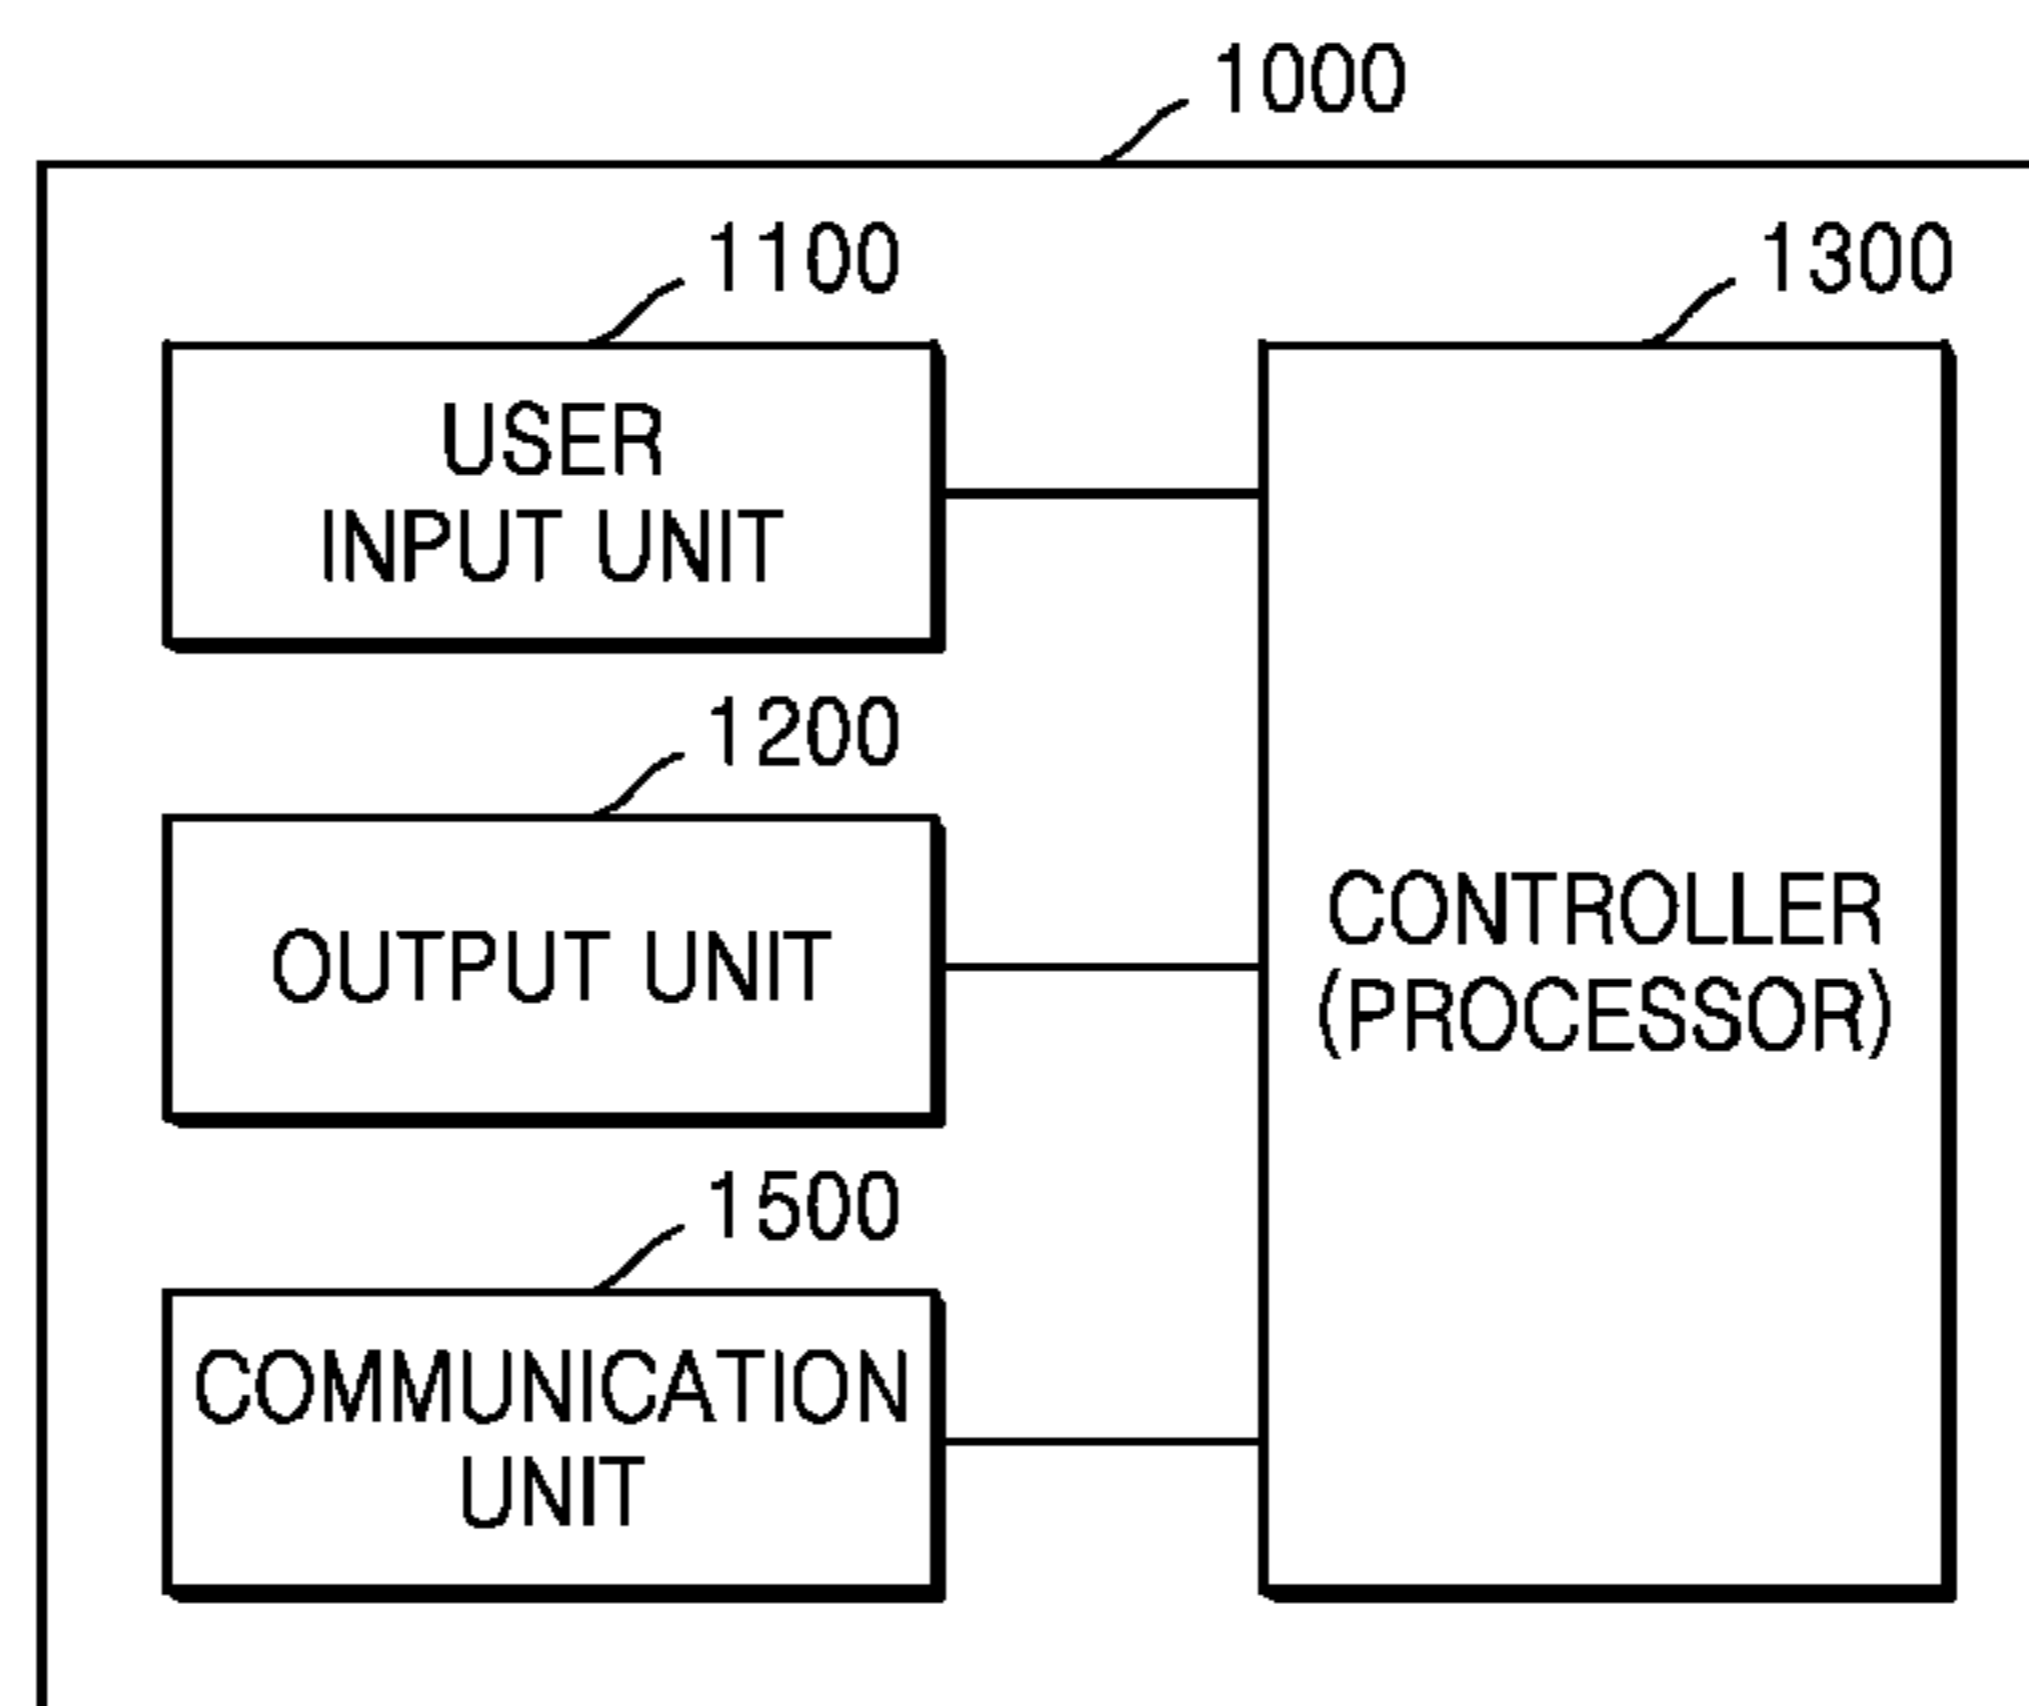 1000
1100
1300
USER
INPUT UNIT
1200
OUTPUT UNIT
CONTROLLER
(PROCESSOR)
1500
COMMUNICATION
UNIT